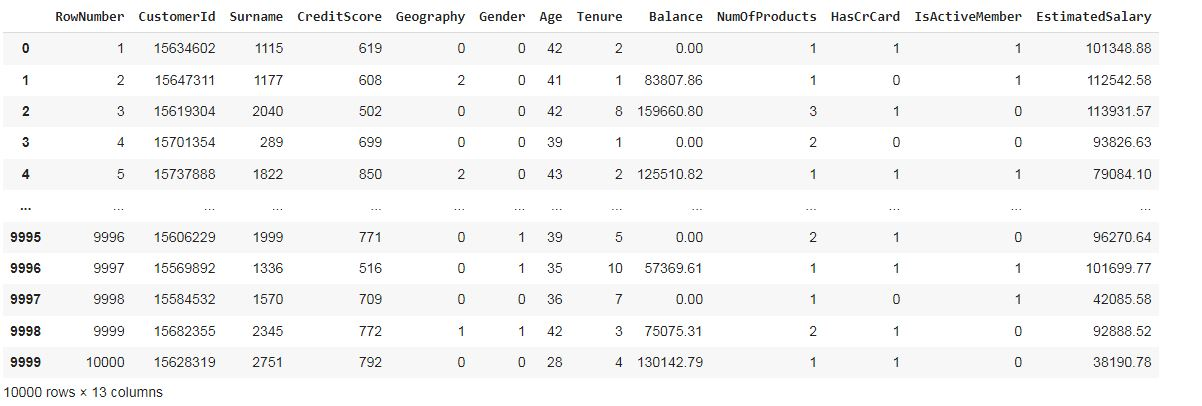 RowNumber CustomerId Surname CreditScore Geography Gender Age Tenure Balance NumOfProducts HasCrCard IsActiveMember EstimatedSalary
0 1 15634602 1115 619 0 0 42 2 0.00 1 1 1 101348.88
1 2 15647311 1177 608 2 0 41 1 83807.86 1 0 1 112542.58
2 3 15619304 2040 502 0 0 42 8 159660.80 3 1 0 113931.57
3 4 15701354 289 699 0 0 39 1 0.00 2 0 0 93826.63
4 5 15737888 1822 850 2 0 43 2 125510.82 1 1 1 79084.10
... ... ... ... ... ... ... ... ... ... ... ... ... ...
9995 9996 15606229 1999 771 0 1 39 5 0.00 2 1 0 96270.64
9996 9997 15569892 1336 516 0 1 35 10 57369.61 1 1 1 101699.77
9997 9998 15584532 1570 709 0 0 36 7 0.00 1 0 1 42085.58
9998 9999 15682355 2345 772 1 1 42 3 75075.31 2 1 0 92888.52
9999 10000 15628319 2751 792 0 0 28 4 130142.79 1 1 0 38190.78
10000 rows × 13 columns